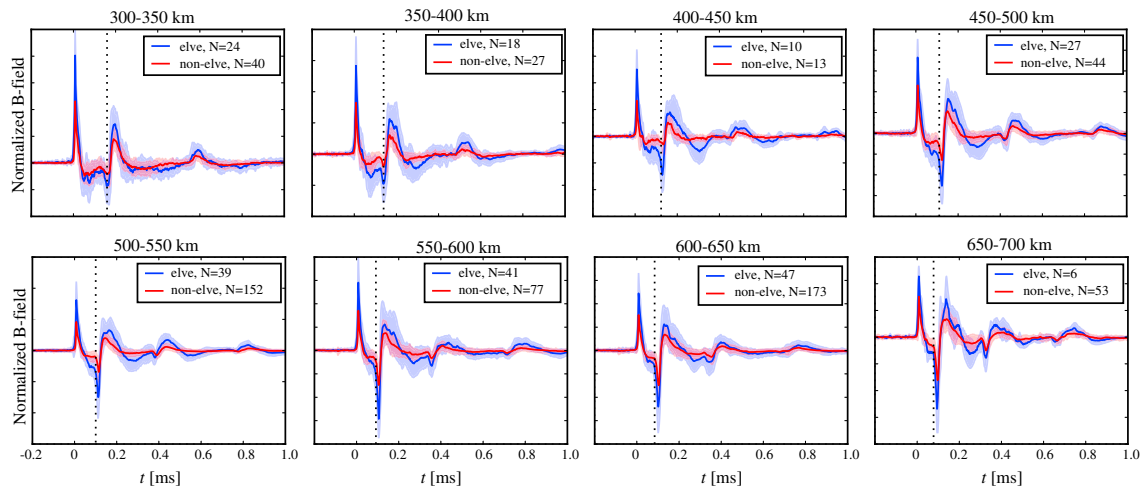 300-350 km
350-400 km
400-450 km
450-500 km
Normalized B-field
elve, N=24
non-elve, N=40
elve, N=18
non-elve, N=27
elve, N=10
non-elve, N=13
elve, N=27
non-elve, N=44
500-550 km
550-600 km
600-650 km
650-700 km
Normalized B-field
elve, N=39
non-elve, N=152
elve, N=41
non-elve, N=77
elve, N=47
non-elve, N=173
elve, N=6
non-elve, N=53
-0.2 0 0.2 0.4 0.6 0.8 1.0 0 0.2 0.4 0.6 0.8 1.0 0 0.2 0.4 0.6 0.8 1.0 0 0.2 0.4 0.6 0.8 1.0
t [ms] t [ms] t [ms] t [ms]